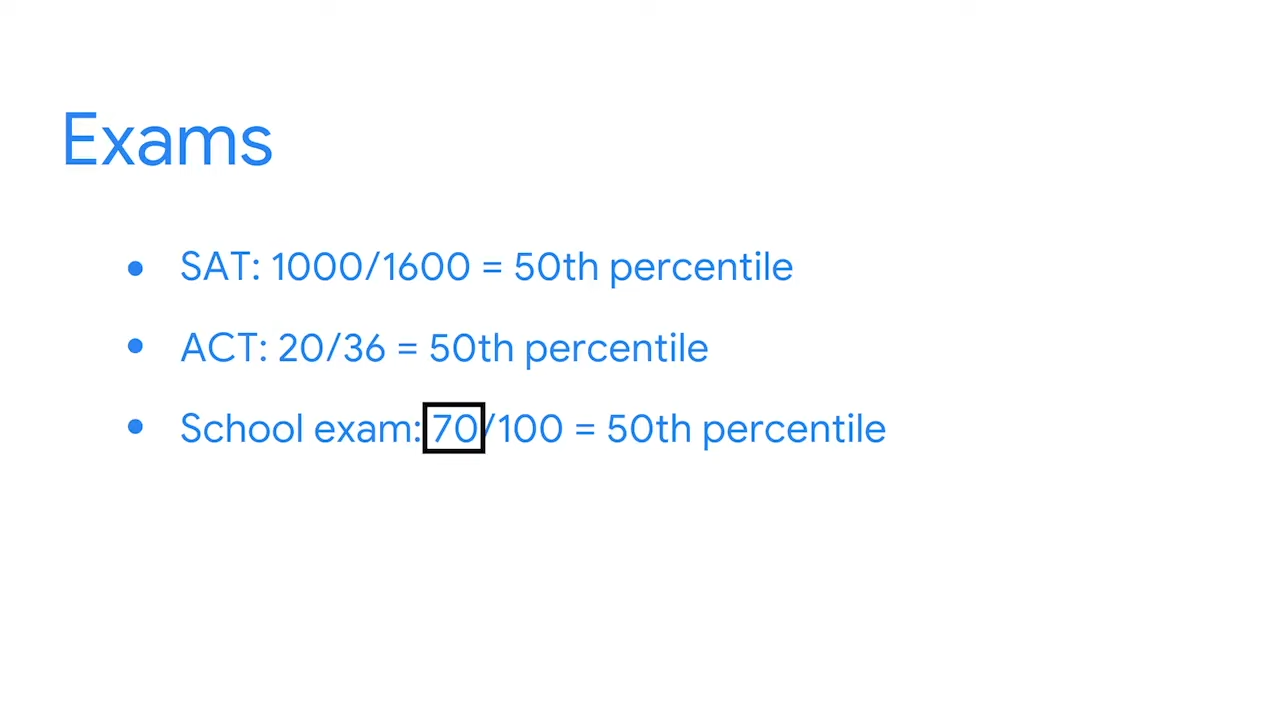 Exams
• SAT: 1000/1600 = 50th percentile
• ACT: 20/36 = 50th percentile
• School exam: 70/100 = 50th percentile